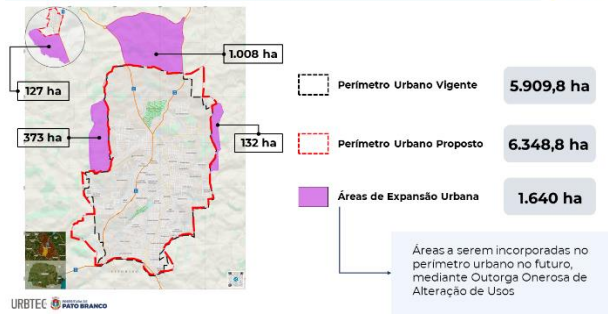 1.008 ha
127 ha
373 ha
132 ha
Perímetro Urbano Vigente
5.909,8 ha
Perímetro Urbano Proposto
6.348,8 ha
Áreas de Expansão Urbana
1.640 ha
Áreas a serem incorporadas no
perímetro urbano no futuro,
mediante Outorga Onerosa de
Alteração de Usos
URBTEC
PREFEITURA DE
PATO BRANCO